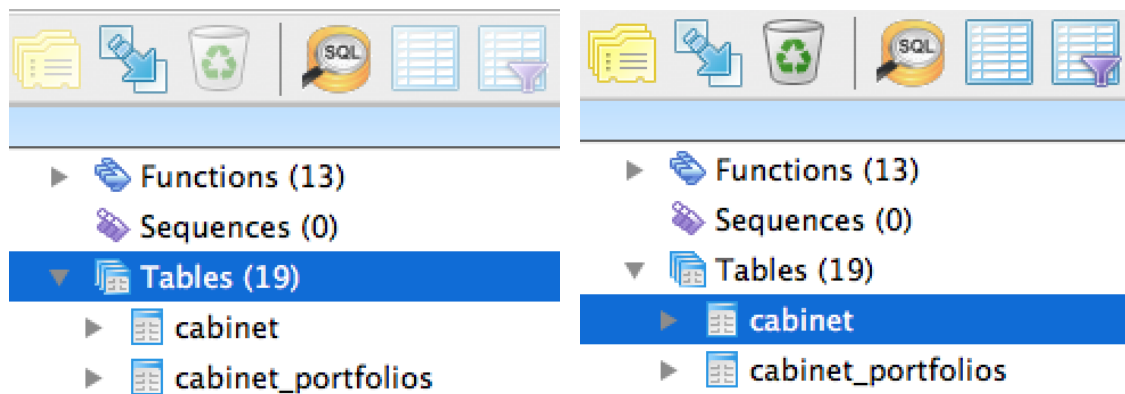 SQL
Functions (13)
Sequences (0)
Tables (19)
cabinet
cabinet_portfolios
SQL
Functions (13)
Sequences (0)
Tables (19)
cabinet
cabinet_portfolios